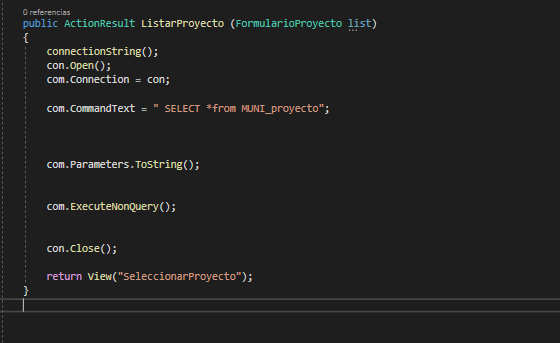 0 referencias
public ActionResult ListarProyecto (FormularioProyecto list)
{
connectionString();
con.Open();
com.Connection = con;
com.CommandText = " SELECT *from MUNI_proyecto";
com.Parameters.ToString();
com.ExecuteNonQuery();
con.Close();
return View("SeleccionarProyecto");
}